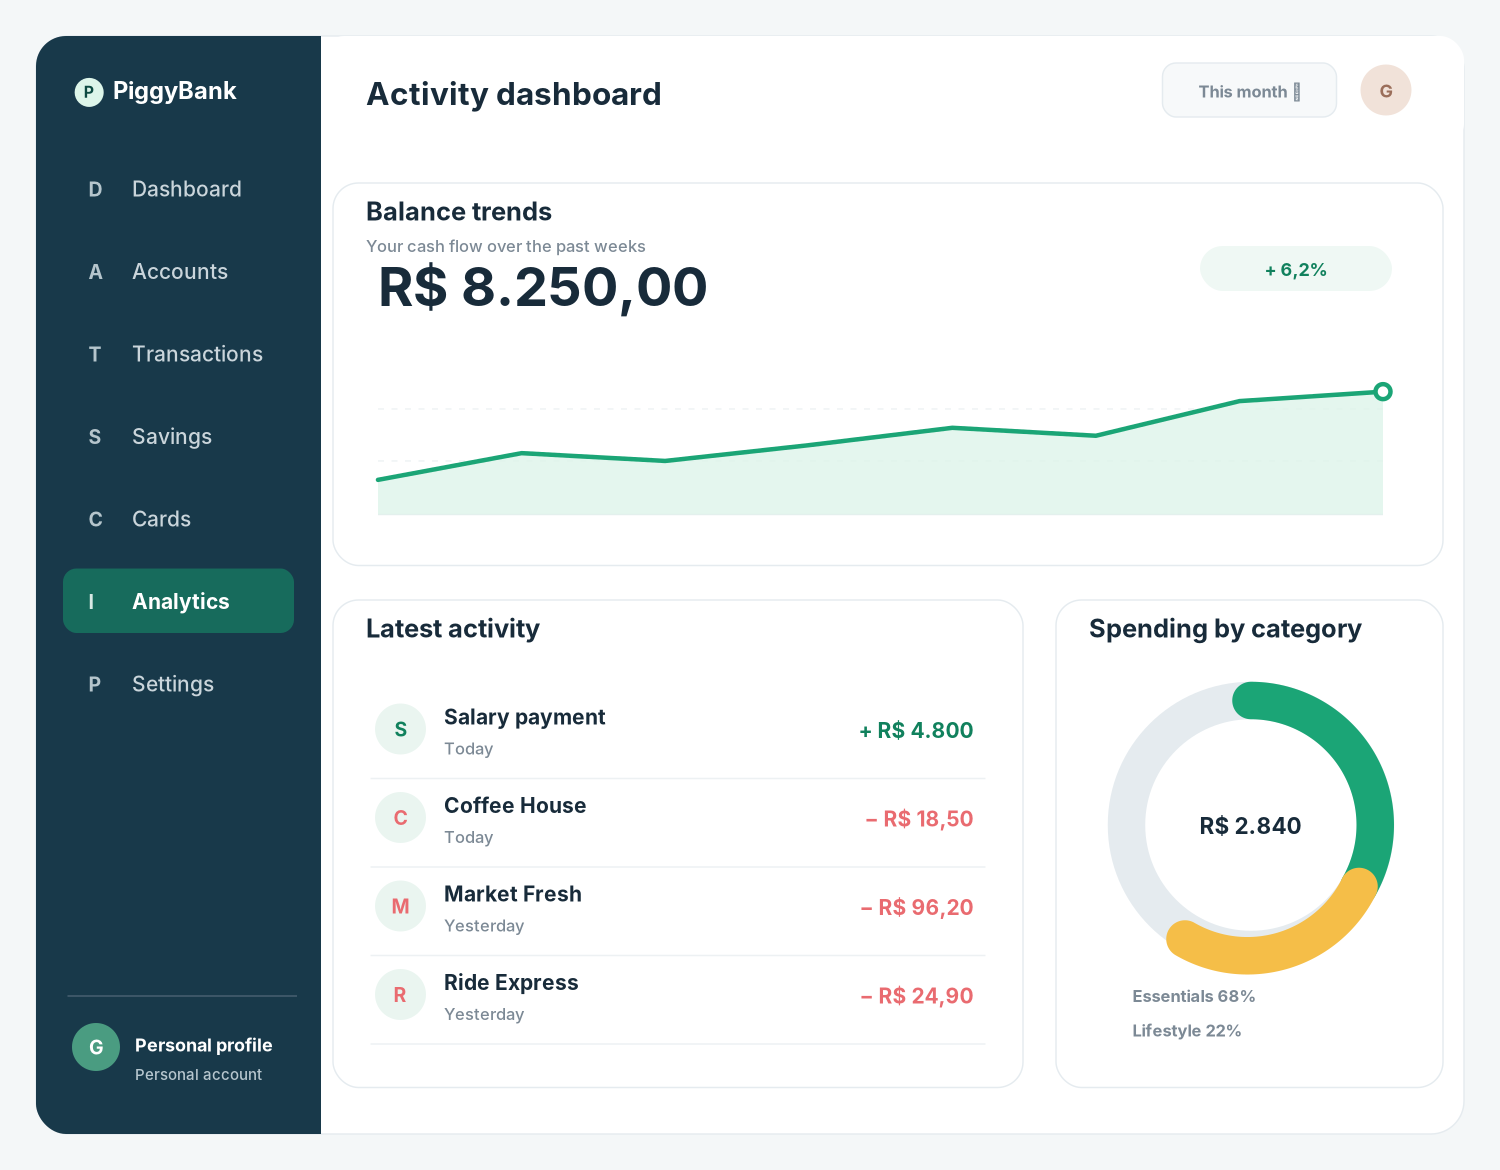 P PiggyBank
D Dashboard
A Accounts
T Transactions
S Savings
C Cards
I Analytics
P Settings
G Personal profile
Personal account
Activity dashboard
This month
G
Balance trends
Your cash flow over the past weeks
R$ 8.250,00
+ 6,2%
Latest activity
S Salary payment + R$ 4.800
Today
C Coffee House – R$ 18,50
Today
M Market Fresh – R$ 96,20
Yesterday
R Ride Express – R$ 24,90
Yesterday
Spending by category
R$ 2.840
Essentials 68%
Lifestyle 22%